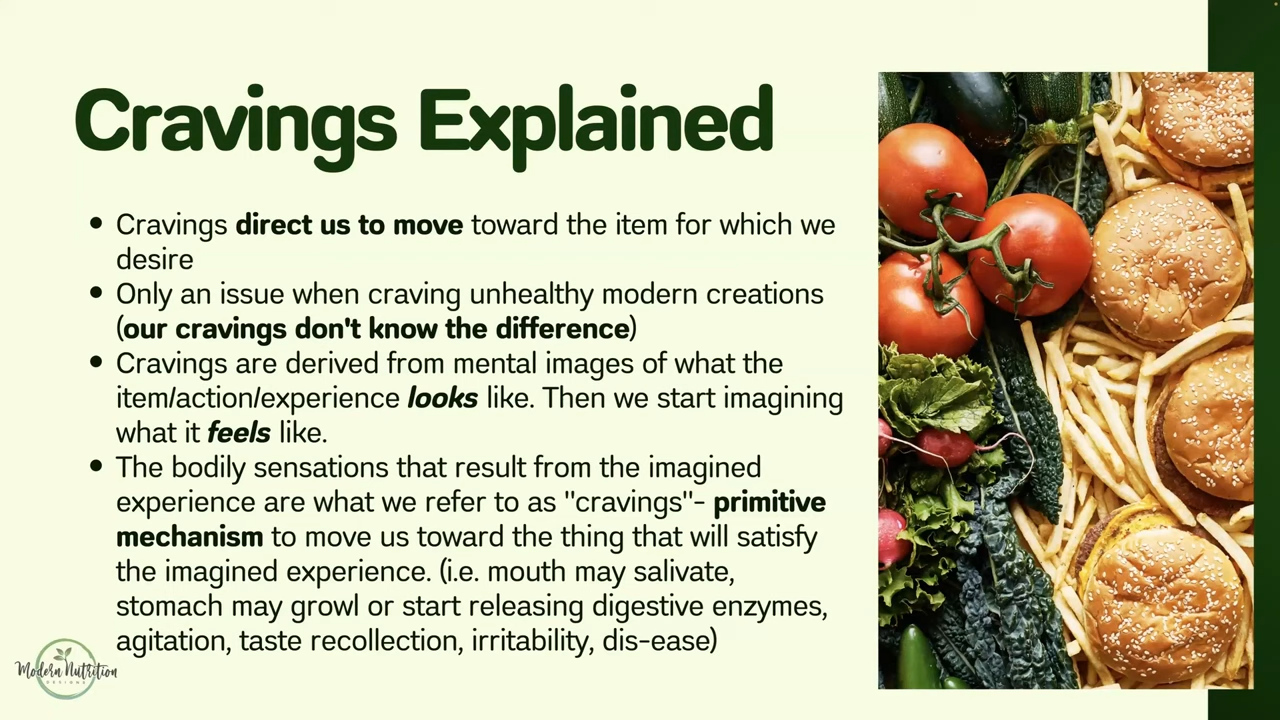 Cravings Explained
• Cravings direct us to move toward the item for which we
desire
• Only an issue when craving unhealthy modern creations
(our cravings don't know the difference)
• Cravings are derived from mental images of what the
item/action/experience looks like. Then we start imagining
what it feels like.
• The bodily sensations that result from the imagined
experience are what we refer to as "cravings"- primitive
mechanism to move us toward the thing that will satisfy
the imagined experience. (i.e. mouth may salivate,
stomach may growl or start releasing digestive enzymes,
agitation, taste recollection, irritability, dis-ease)
Modern Nutrition
DESIGNS